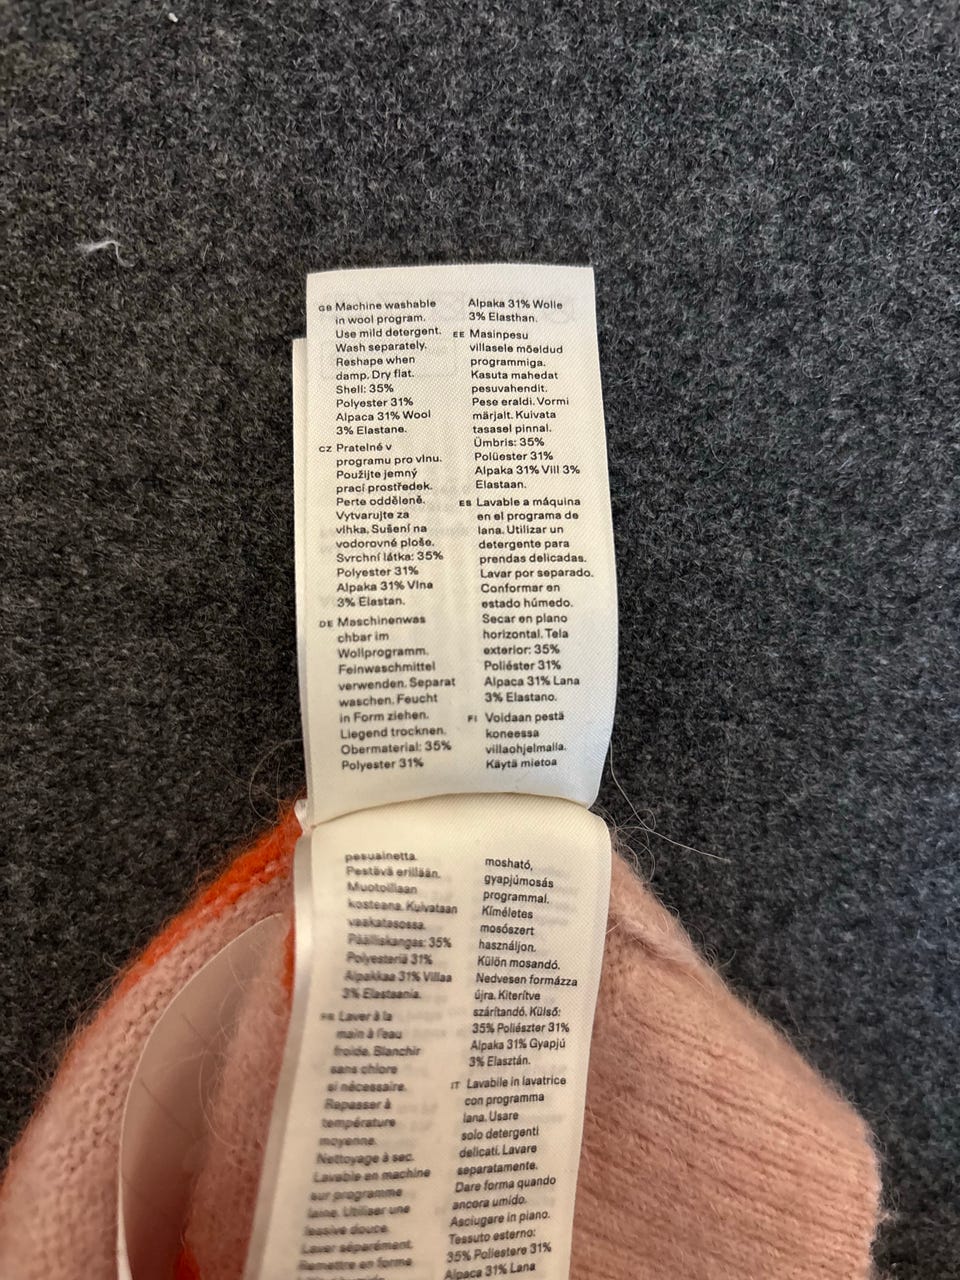 GB Machine washable
in wool program.
Use mild detergent.
Wash separately.
Reshape when
damp. Dry flat.
Shell: 35%
Polyester 31%
Alpaca 31% Wool
3% Elastane.
CZ Pratelné v
programu pro vlnu.
Použijte jemný
prací prostředek.
Perte odděleně.
Vytvarujte za
vlhka. Sušení na
vodorovné ploše.
Svrchní látka: 35%
Polyester 31%
Alpaka 31% Vlna
3% Elastan.
DE Maschinenwas
chbar im
Wollprogramm.
Feinwaschmittel
verwenden. Separat
waschen. Feucht
in Form ziehen.
Liegend trocknen.
Obermaterial: 35%
Polyester 31%
Alpaka 31% Wolle
3% Elasthan.
EE Masinpesu
villasele mõeldud
programmiga.
Kasuta mahedat
pesuvahendit.
Pese eraldi. Vormi
märjalt. Kuivata
tasasel pinnal.
Ümbris: 35%
Polüester 31%
Alpaka 31% Vill 3%
Elastaan.
ES Lavable a máquina
en el programa de
lana. Utilizar un
detergente para
prendas delicadas.
Lavar por separado.
Conformar en
estado húmedo.
Secar en plano
horizontal. Tela
exterior: 35%
Poliéster 31%
Alpaca 31% Lana
3% Elastano.
FI Voidaan pestä
koneessa
villaohjelmalla.
Käytä mietoa
pesuainetta.
Pestävä erillään.
Muotoillaan
kosteana. Kuivataan
vaakatasossa.
Päälliskangas: 35%
Polyesteriä 31%
Alpakkaa 31% Villaa
3% Elastaania.
FR Laver à la
main à l'eau
froide. Blanchir
sans chlore
si nécessaire.
Repasser à
température
moyenne.
Nettoyage à sec.
Lavable en machine
sur programme
laine. Utiliser une
lessive douce.
Laver séparément.
Remettre en forme
mosható,
gyapjúmosás
programmal.
Kíméletes
mosószert
használjon.
Külön mosandó.
Nedvesen formázza
újra. Kiterítve
szárítandó. Külső:
35% Poliészter 31%
Alpaka 31% Gyapjú
3% Elasztán.
IT Lavabile in lavatrice
con programma
lana. Usare
solo detergenti
delicati. Lavare
separatamente.
Dare forma quando
ancora umido.
Asciugare in piano.
Tessuto esterno:
35% Poliestere 31%
Alpaca 31% Lana